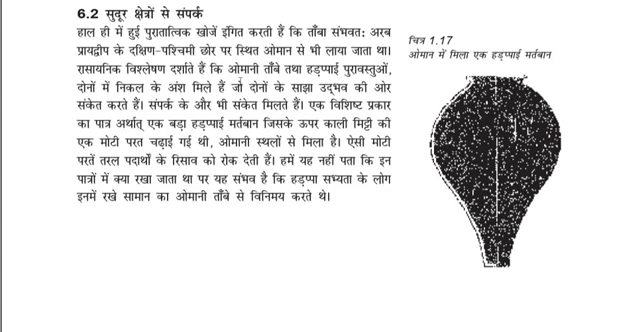 6.2 सुदूर क्षेत्रों से संपर्क
हाल ही में हुई पुरातात्विक खोजें इंगित करती हैं कि ताँबा संभवत: अरब
प्रायद्वीप के दक्षिण-पश्चिमी छोर पर स्थित ओमान से भी लाया जाता था।
रासायनिक विश्लेषण दर्शाते हैं कि ओमानी ताँबे तथा हड़प्पाई पुरावस्तुओं,
दोनों में निकल के अंश मिले हैं जो दोनों के साझा उद्भव की ओर
संकेत करते हैं। संपर्क के और भी संकेत मिलते हैं। एक विशिष्ट प्रकार
का पात्र अर्थात् एक बड़ा हड़प्पाई मर्तबान जिसके ऊपर काली मिट्टी की
एक मोटी परत चढ़ाई गई थी, ओमानी स्थलों से मिला है। ऐसी मोटी
परतें तरल पदार्थों के रिसाव को रोक देती हैं। हमें यह नहीं पता कि इन
पात्रों में क्या रखा जाता था पर यह संभव है कि हड़प्पा सभ्यता के लोग
इनमें रखे सामान का ओमानी ताँबे से विनिमय करते थे।
चित्र 1.17
ओमान में मिला एक हड़प्पाई मर्तबान